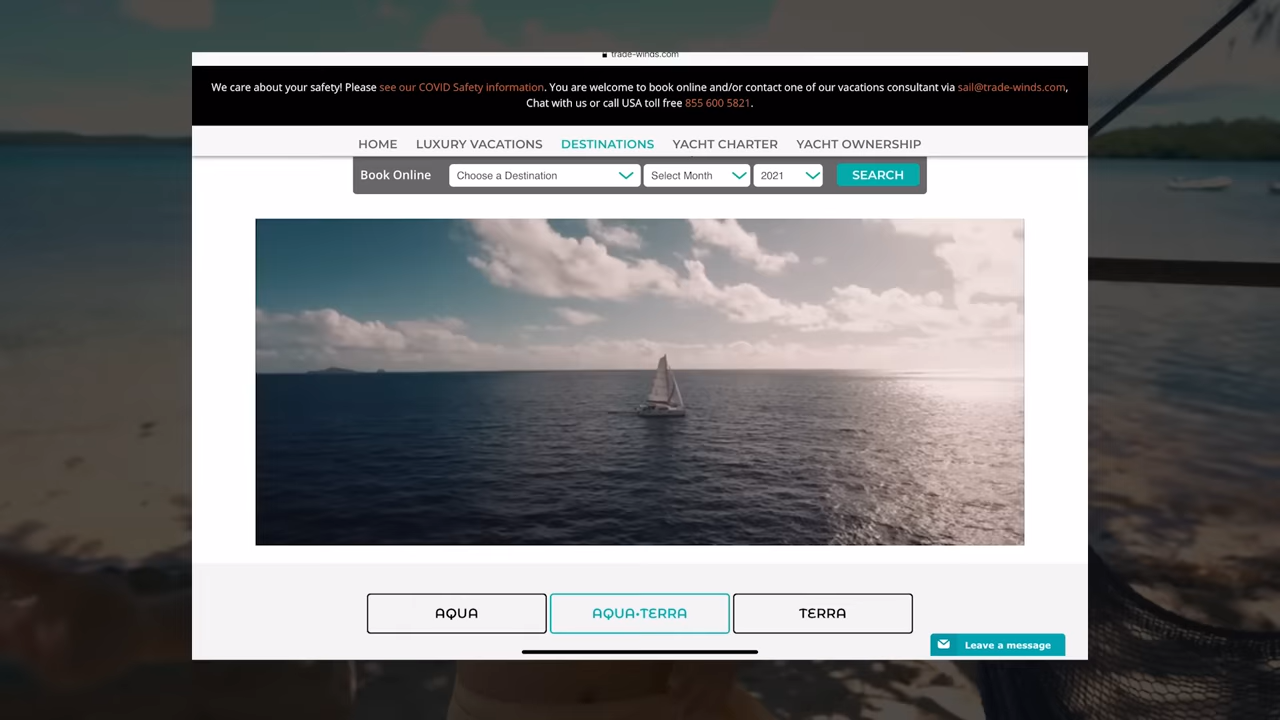 trade-winds.com
We care about your safety! Please see our COVID Safety information. You are welcome to book online and/or contact one of our vacations consultant via sail@trade-winds.com,
Chat with us or call USA toll free 855 600 5821.
HOME LUXURY VACATIONS DESTINATIONS YACHT CHARTER YACHT OWNERSHIP
Book Online Choose a Destination Select Month 2021 SEARCH
AQUA AQUA•TERRA TERRA
Leave a message